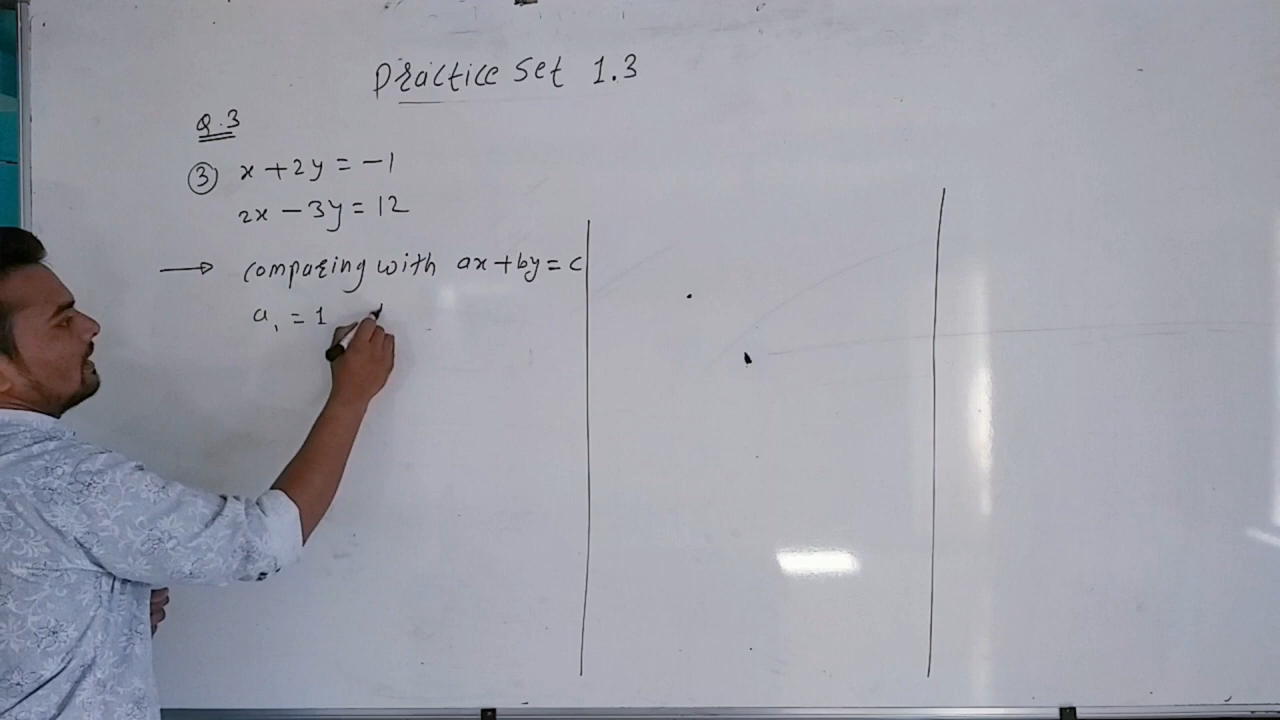 Practice Set 1.3
Q.3
③ x + 2y = -1
2x - 3y = 12
→ comparing with ax + by = c
a₁ = 1